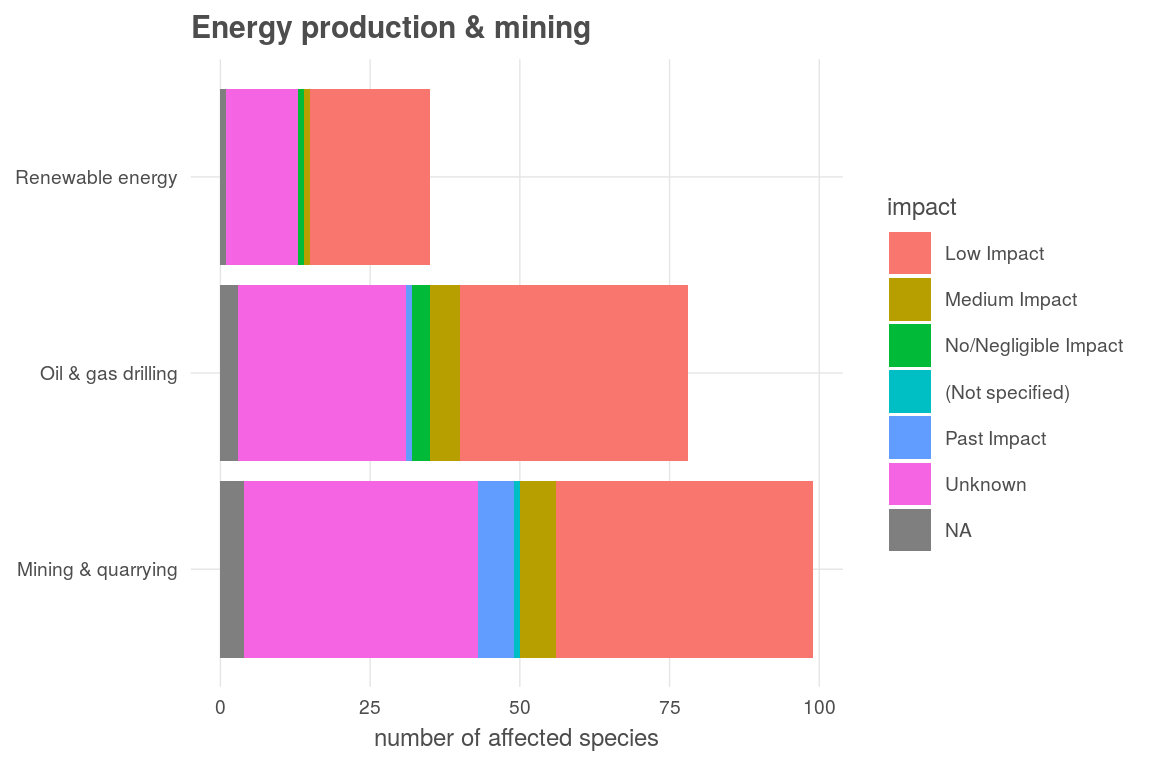 Energy production & mining
Renewable energy
Oil & gas drilling
Mining & quarrying
0 25 50 75 100
number of affected species
impact
Low Impact
Medium Impact
No/Negligible Impact
(Not specified)
Past Impact
Unknown
NA